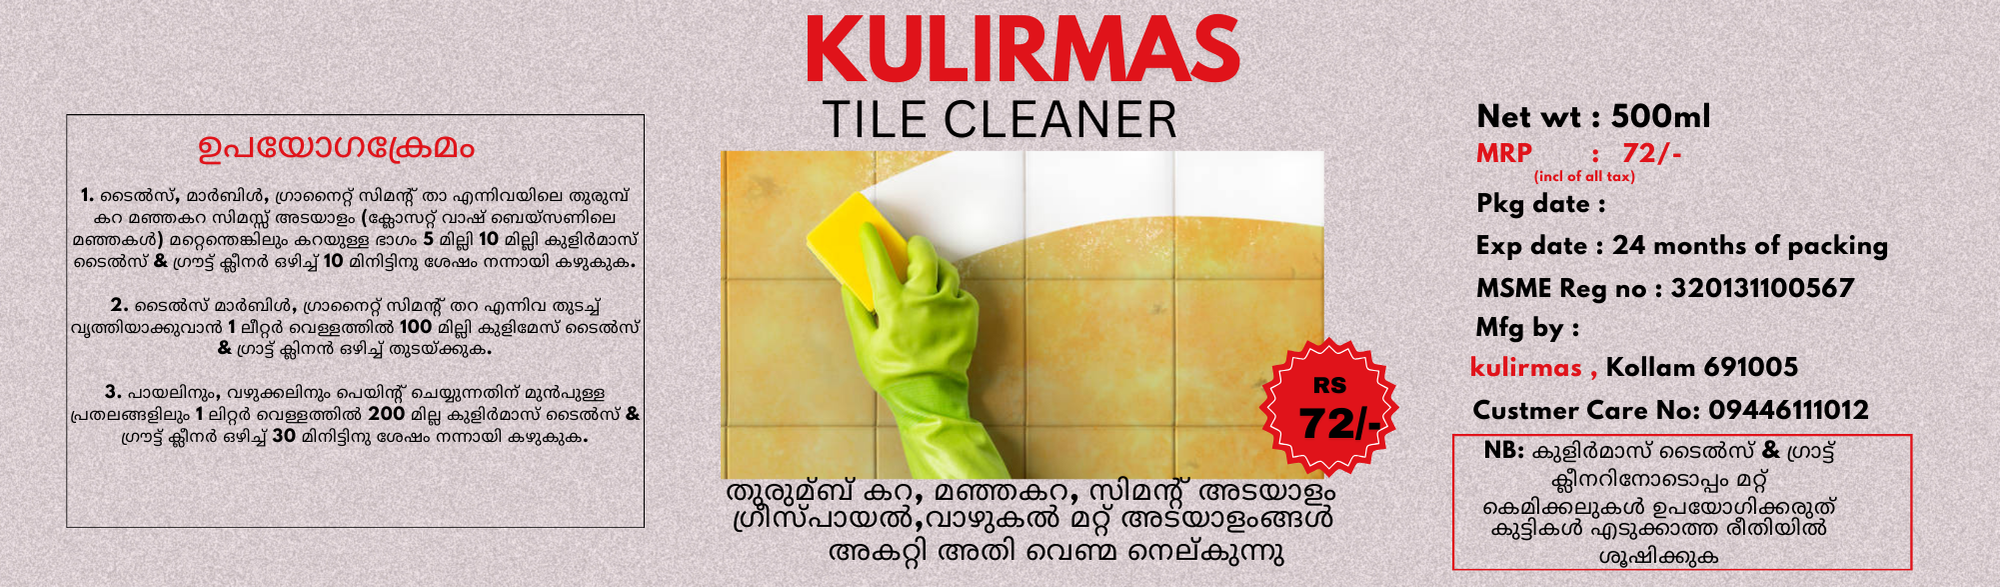 KULIRMAS
TILE CLEANER
ഉപയോഗക്രേമം
1. ടൈൽസ്, മാർബിൾ, ഗ്രാനൈറ്റ് സിമന്റ് താ എന്നിവയിലെ തുരുമ്പ്
കറ മഞ്ഞകറ സിമസ്സ് അടയാളം (ക്ലോസറ്റ് വാഷ് ബെയ്സണിലെ
മഞ്ഞകൾ) മറ്റെന്തെങ്കിലും കറയുള്ള ഭാഗം 5 മില്ലി 10 മില്ലി കുളിർമാസ്
ടൈൽസ് & ഗ്രൗട്ട് ക്ലീനർ ഒഴിച്ച് 10 മിനിട്ടിനു ശേഷം നന്നായി കഴുകുക.
2. ടൈൽസ് മാർബിൾ, ഗ്രാനൈറ്റ് സിമന്റ് തറ എന്നിവ തുടച്ച്
വൃത്തിയാക്കുവാൻ 1 ലീറ്റർ വെള്ളത്തിൽ 100 മില്ലി കുളിമേസ് ടൈൽസ്
& ഗ്രാട്ട് ക്ലിനൻ ഒഴിച്ച് തുടയ്ക്കുക.
3. പായലിനും, വഴുക്കലിനും പെയിന്റ് ചെയ്യുന്നതിന് മുൻപുള്ള
പ്രതലങ്ങളിലും 1 ലിറ്റർ വെള്ളത്തിൽ 200 മില്ല കുളിർമാസ് ടൈൽസ് &
ഗ്രൗട്ട് ക്ലീനർ ഒഴിച്ച് 30 മിനിട്ടിനു ശേഷം നന്നായി കഴുകുക.
RS
72/-
തുരുമ്ബ് കറ, മഞ്ഞകറ, സിമന്റ് അടയാളം
ഗ്രീസ്പായൽ,വാഴുകൽ മറ്റ് അടയാളംങ്ങൾ
അകറ്റി അതി വെണ്മ നെല്കുന്നു
Net wt : 500ml
MRP : 72/-
(incl of all tax)
Pkg date :
Exp date : 24 months of packing
MSME Reg no : 320131100567
Mfg by :
kulirmas , Kollam 691005
Custmer Care No: 09446111012
NB: കുളിർമാസ് ടൈൽസ് & ഗ്രാട്ട്
ക്ലീനറിനോടൊപ്പം മറ്റ്
കെമിക്കലുകൾ ഉപയോഗിക്കരുത്
കുട്ടികൾ എടുക്കാത്ത രീതിയിൽ
ശൂഷിക്കുക